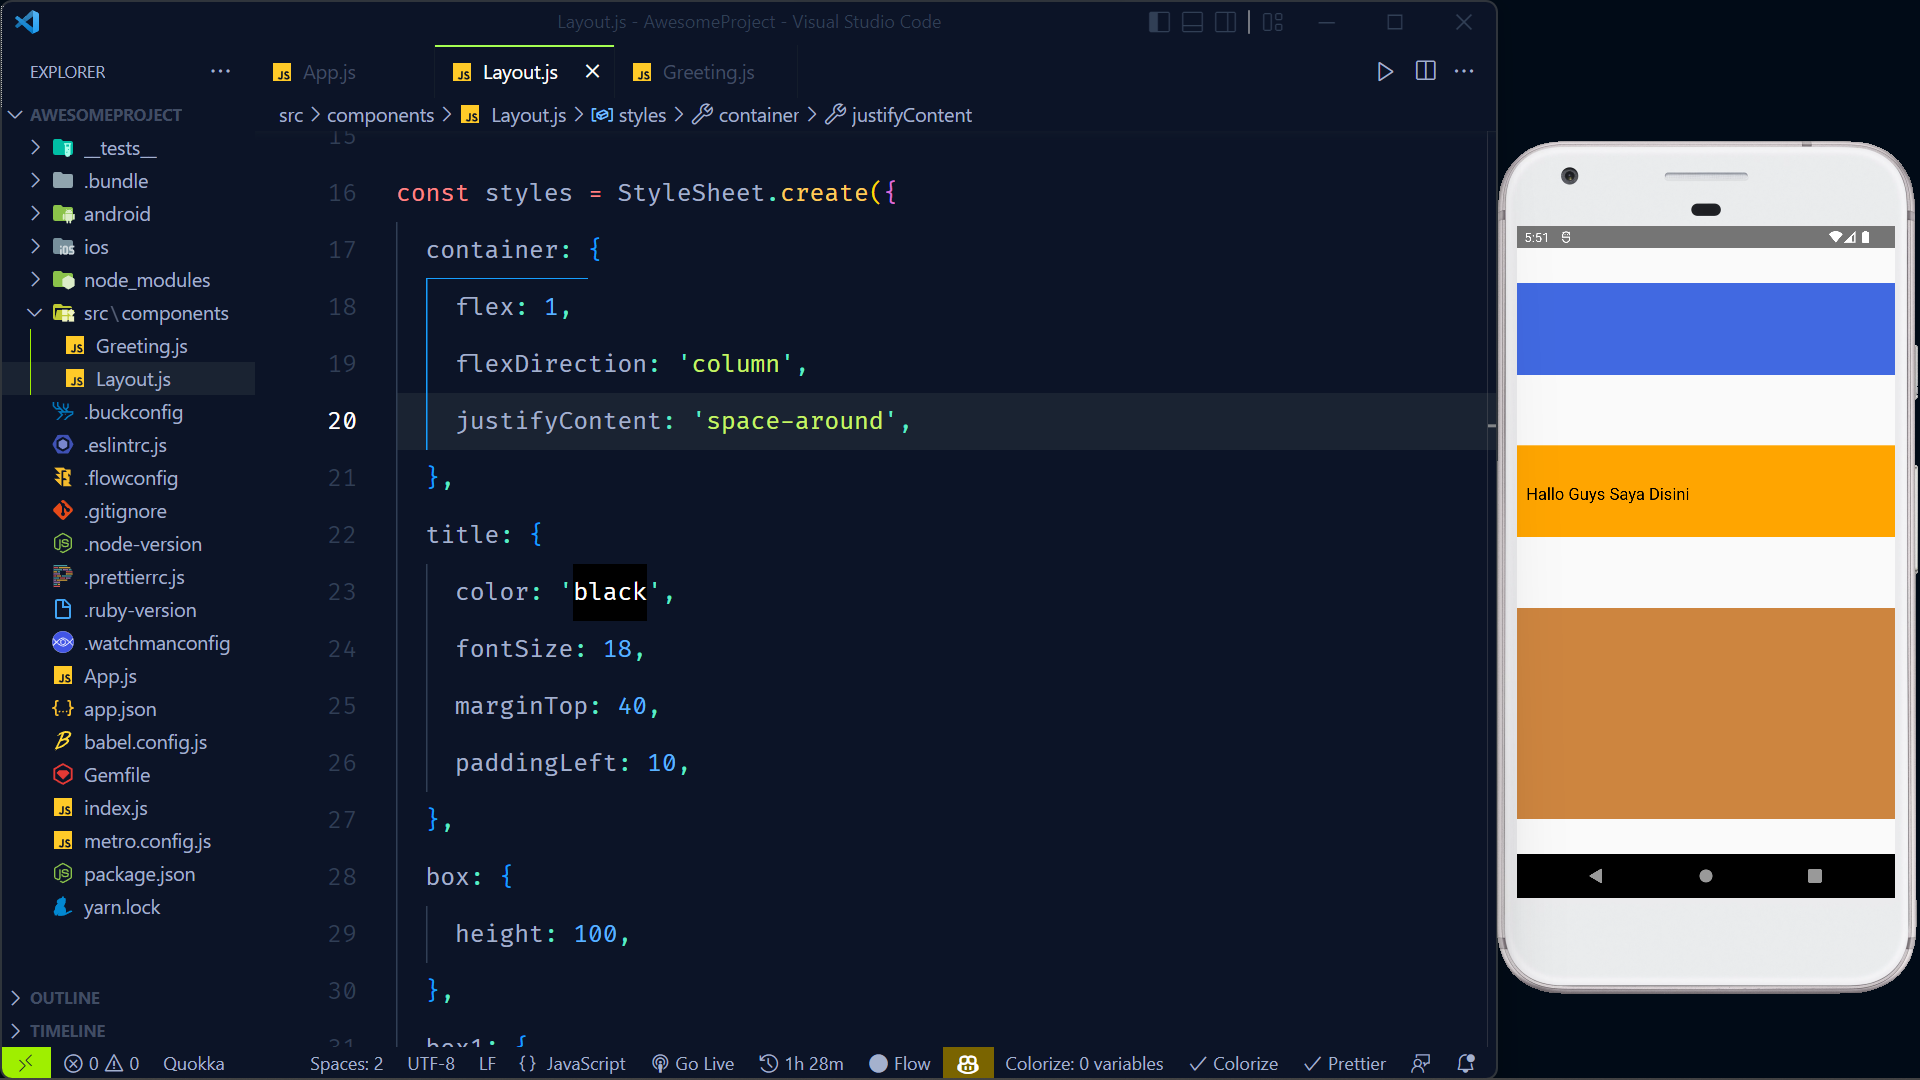 Layout.js - AwesomeProject - Visual Studio Code
EXPLORER
App.js
Layout.js
Greeting.js
src
components
Layout.js
styles
container
justifyContent
AWESOMEPROJECT
__tests__
.bundle
android
ios
node_modules
src\components
Greeting.js
Layout.js
.buckconfig
.eslintrc.js
.flowconfig
.gitignore
.node-version
.prettierrc.js
.ruby-version
.watchmanconfig
App.js
app.json
babel.config.js
Gemfile
index.js
metro.config.js
package.json
yarn.lock
OUTLINE
TIMELINE
15
16 const styles = StyleSheet.create({
17 container: {
18 flex: 1,
19 flexDirection: 'column',
20 justifyContent: 'space-around',
21 },
22 title: {
23 color: 'black',
24 fontSize: 18,
25 marginTop: 40,
26 paddingLeft: 10,
27 },
28 box: {
29 height: 100,
30 },
31 box1: {
0 0 Quokka Spaces: 2 UTF-8 LF {} JavaScript Go Live 1h 28m Flow Colorize: 0 variables Colorize Prettier
5:51
Hallo Guys Saya Disini